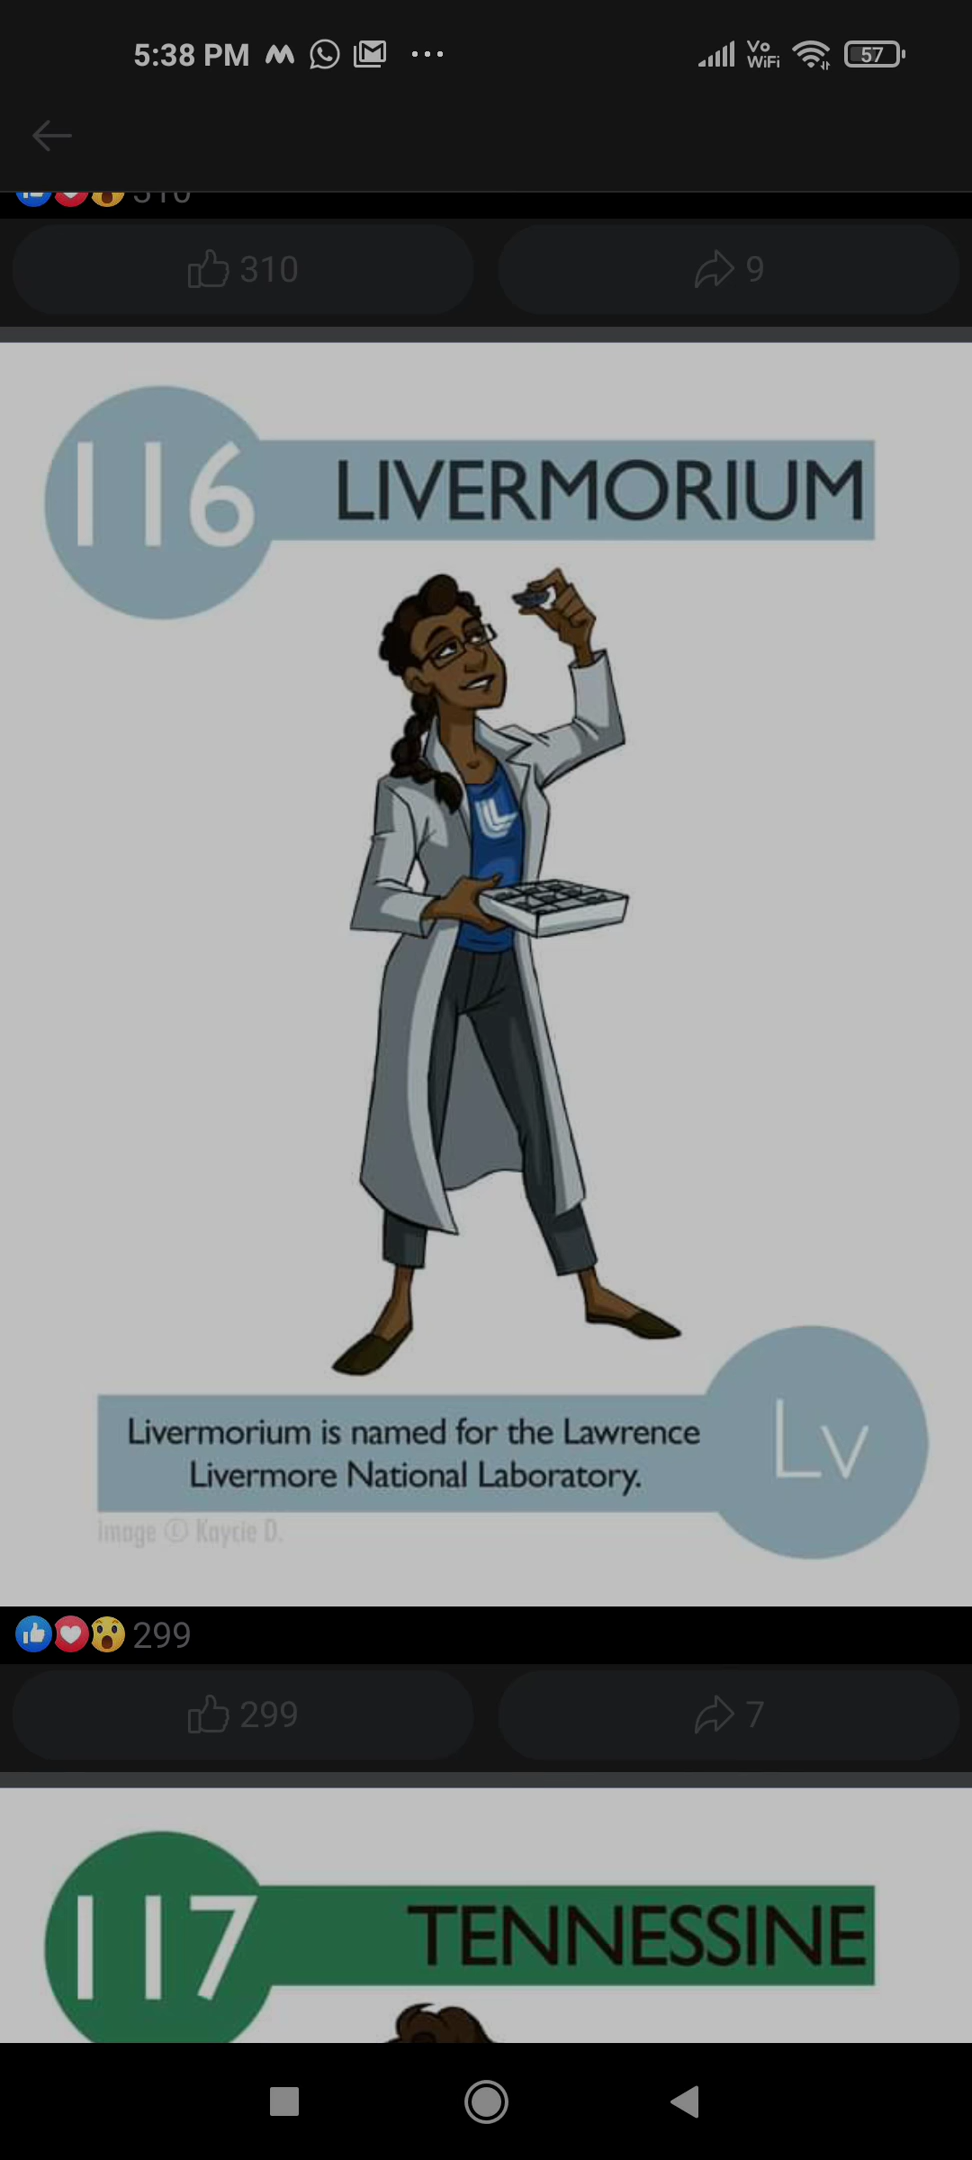 5:38 PM
Vo
WiFi
57
310
310
9
116
LIVERMORIUM
Livermorium is named for the Lawrence
Livermore National Laboratory.
Lv
image © Kaycie D.
299
299
7
117
TENNESSINE